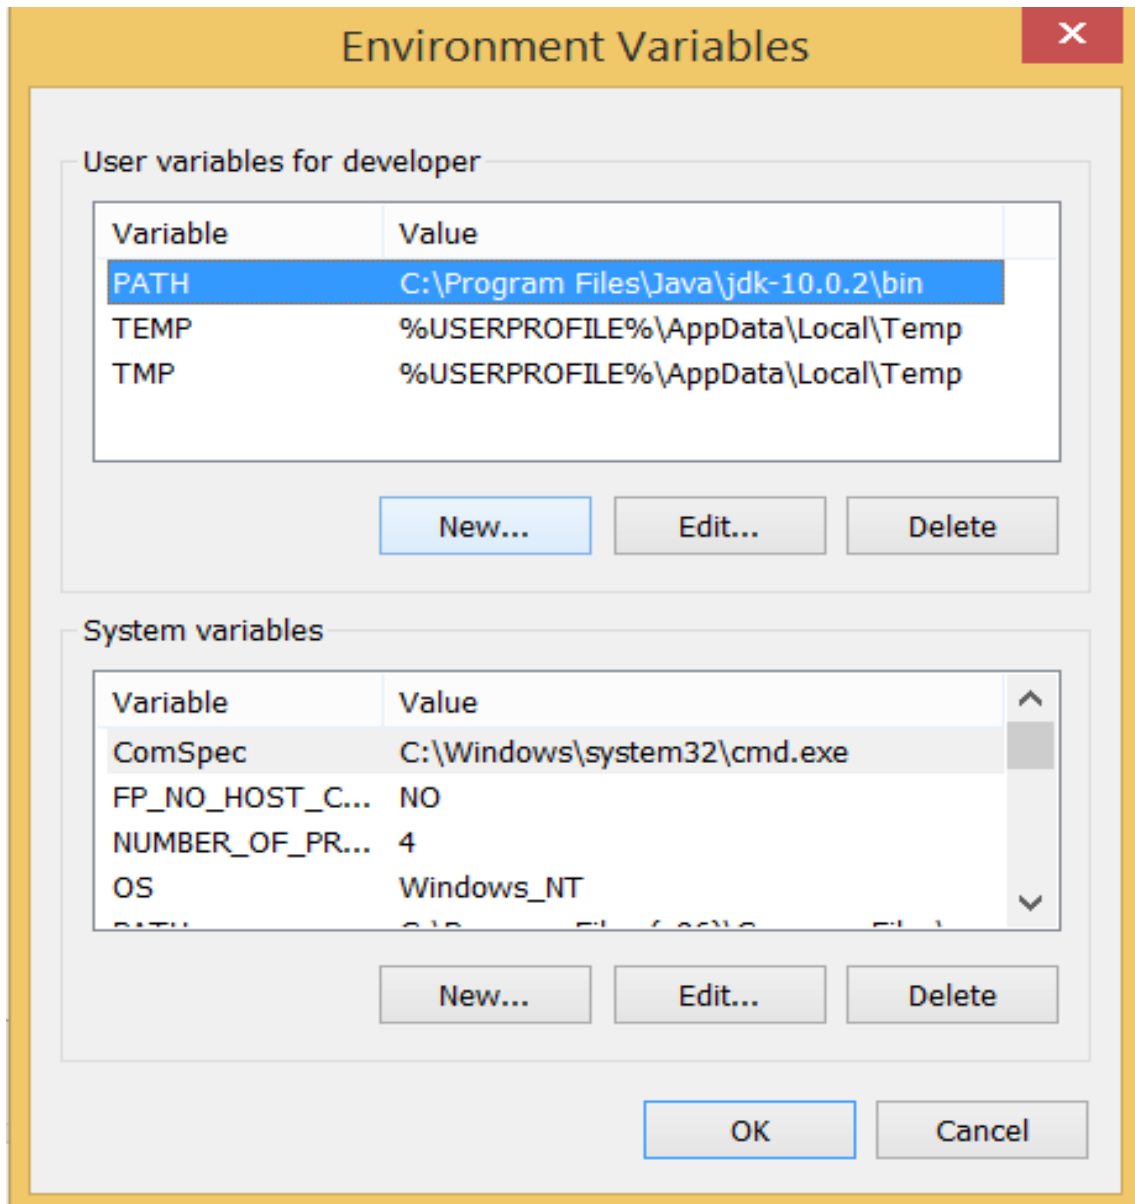 Environment Variables
User variables for developer
Variable Value
PATH C:\Program Files\Java\jdk-10.0.2\bin
TEMP %USERPROFILE%\AppData\Local\Temp
TMP %USERPROFILE%\AppData\Local\Temp
New... Edit... Delete
System variables
Variable Value
ComSpec C:\Windows\system32\cmd.exe
FP_NO_HOST_C... NO
NUMBER_OF_PR... 4
OS Windows_NT
New... Edit... Delete
OK Cancel